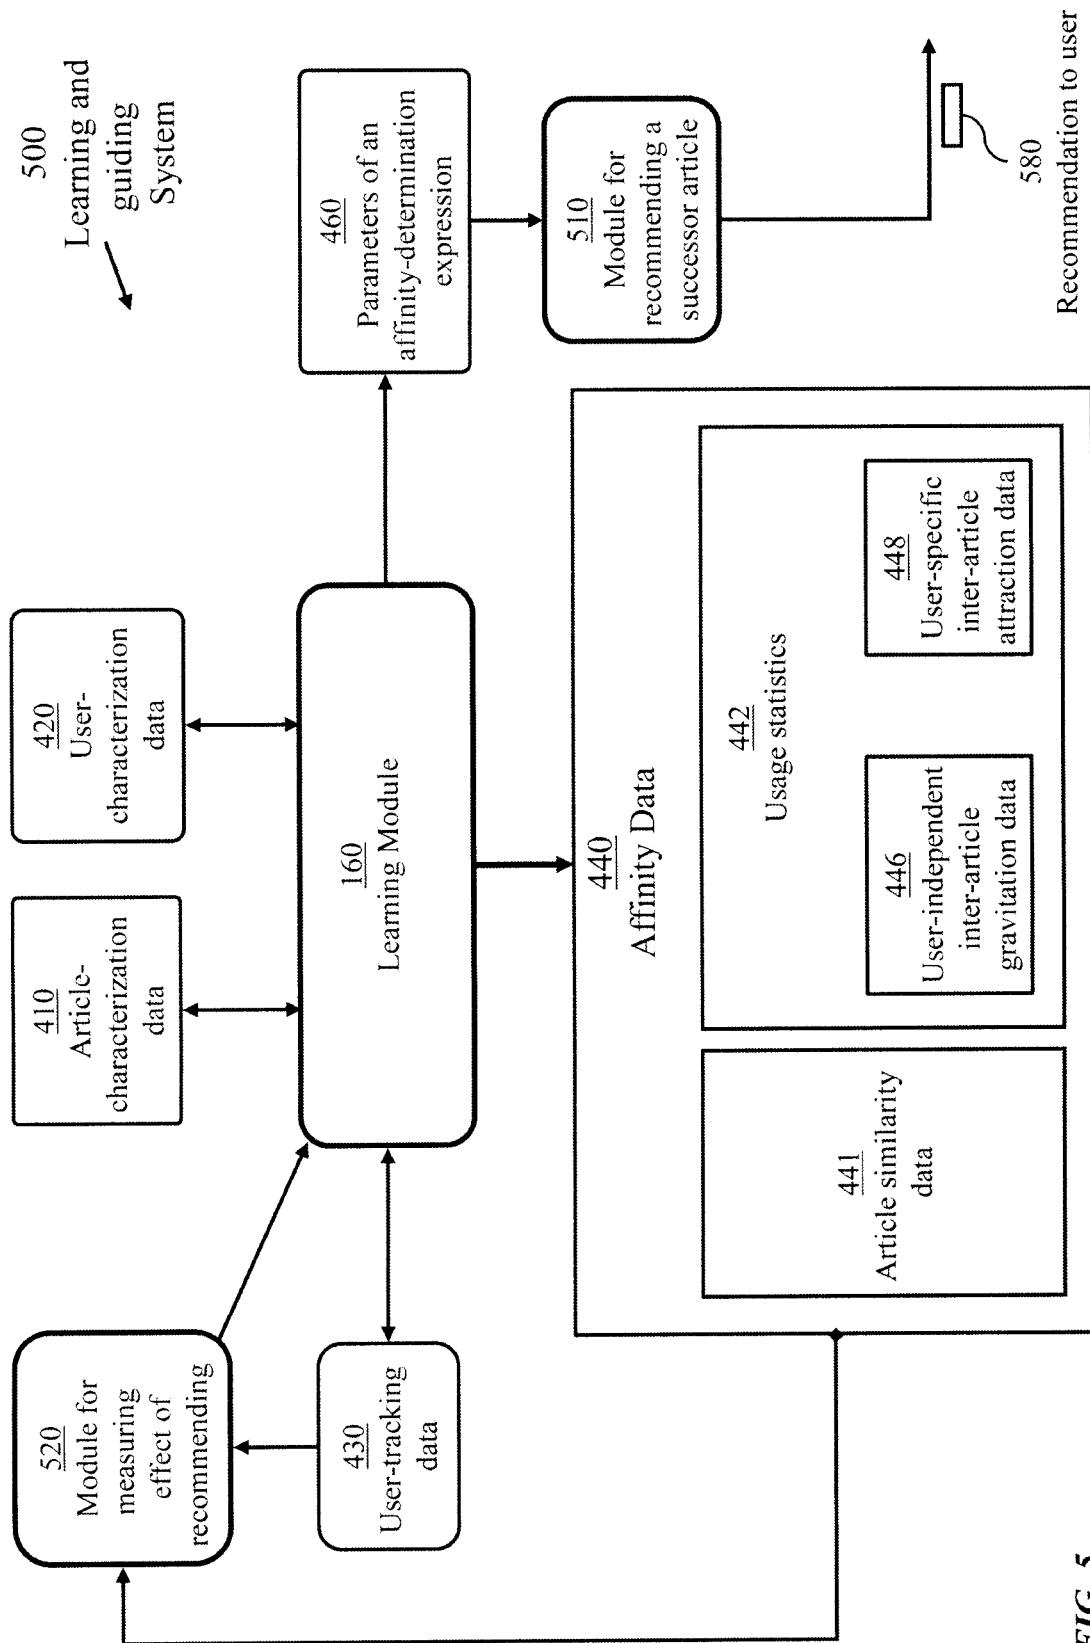 500
Learning and
guiding
System
520
Module for
measuring
effect of
recommending
410
Article-
characterization
data
420
User-
characterization
data
430
User-tracking
data
160
Learning Module
460
Parameters of an
affinity-determination
expression
510
Module for
recommending a
successor article
440
Affinity Data
441
Article similarity
data
442
Usage statistics
446
User-independent
inter-article
gravitation data
448
User-specific
inter-article
attraction data
580
Recommendation to user
FIG. 5